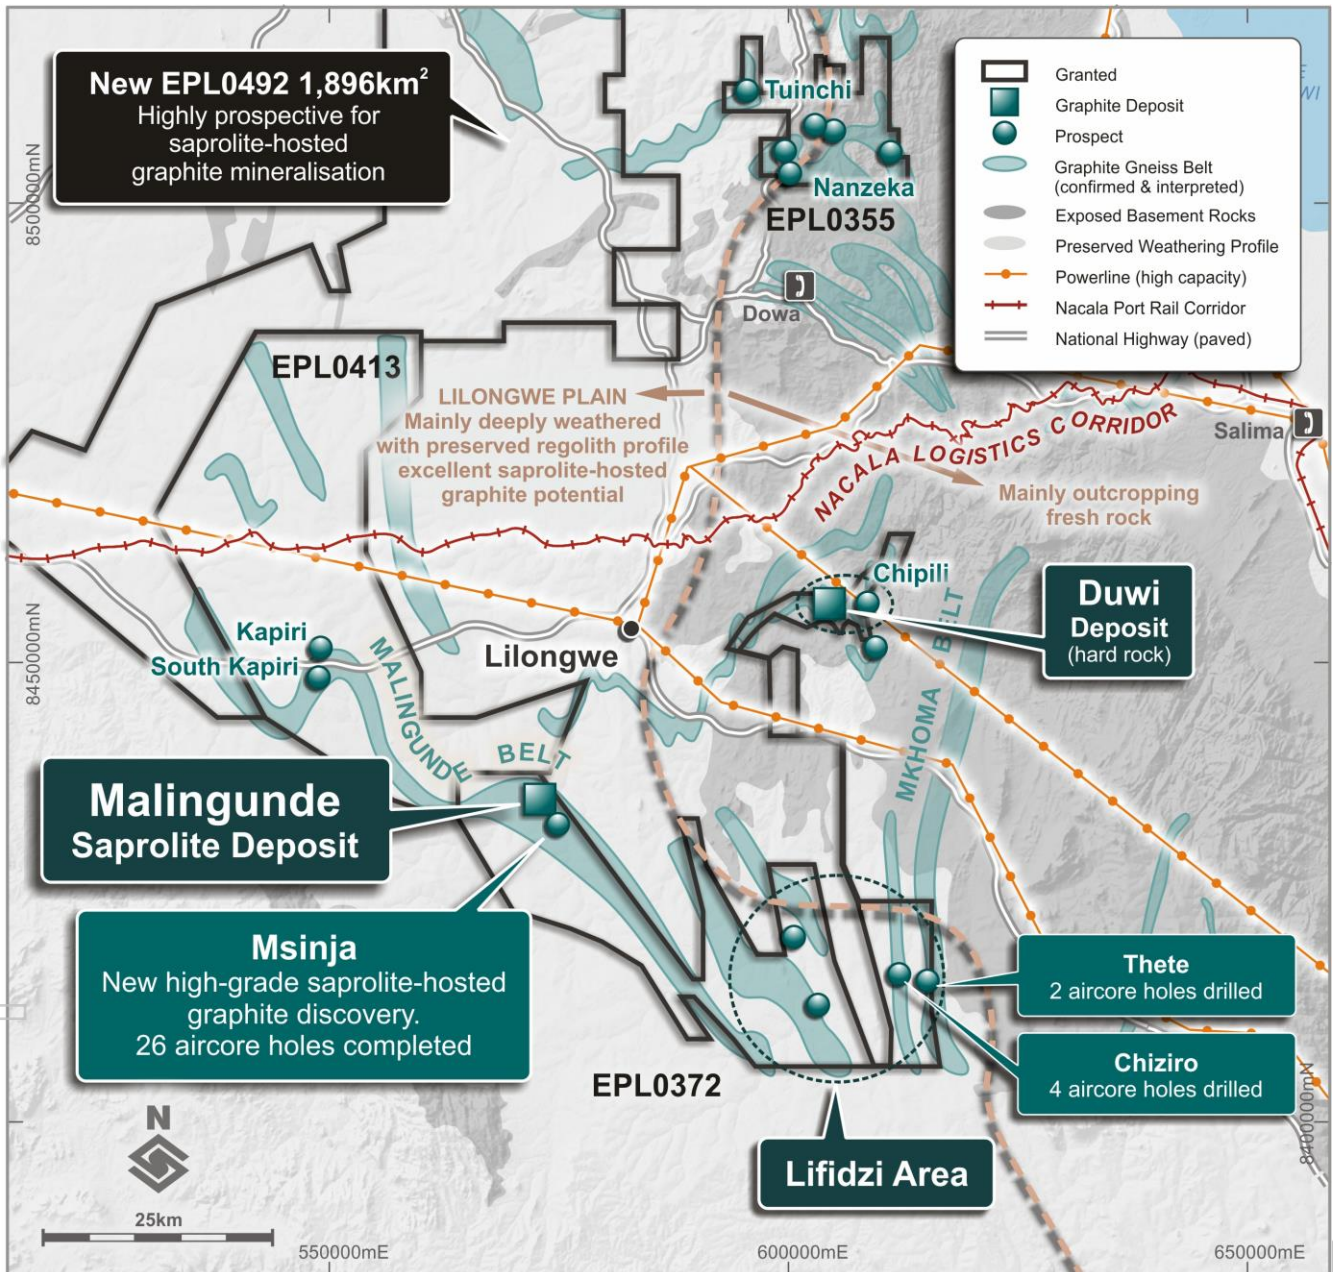 New EPL0492 1,896km²
Highly prospective for
saprolite-hosted
graphite mineralisation
Granted
Graphite Deposit
Prospect
Graphite Gneiss Belt
(confirmed & interpreted)
Exposed Basement Rocks
Preserved Weathering Profile
Powerline (high capacity)
Nacala Port Rail Corridor
National Highway (paved)
Tuinchi
Nanzeka
EPL0355
8500000mN
Dowa
EPL0413
LILONGWE PLAIN
Mainly deeply weathered
with preserved regolith profile
excellent saprolite-hosted
graphite potential
NACALA LOGISTICS CORRIDOR
Salima
Mainly outcropping
fresh rock
Chipili
Duwi
Deposit
(hard rock)
8450000mN
Kapiri
South Kapiri
Lilongwe
MALINGUNDE BELT
MKHOMA BELT
Malingunde
Saprolite Deposit
Msinja
New high-grade saprolite-hosted
graphite discovery.
26 aircore holes completed
Thete
2 aircore holes drilled
Chiziro
4 aircore holes drilled
EPL0372
Lifidzi Area
8400000mN
N
25km
550000mE
600000mE
650000mE